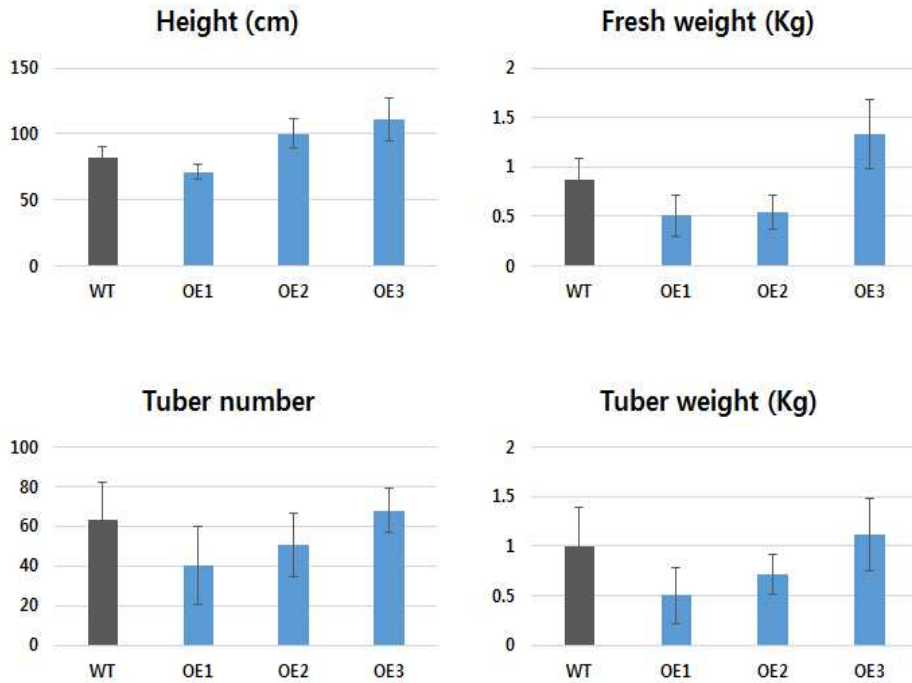 Height (cm)
150
100
50
0
WT OE1 OE2 OE3
Fresh weight (Kg)
2
1.5
1
0.5
0
WT OE1 OE2 OE3
Tuber number
100
80
60
40
20
0
WT OE1 OE2 OE3
Tuber weight (Kg)
2
1.5
1
0.5
0
WT OE1 OE2 OE3